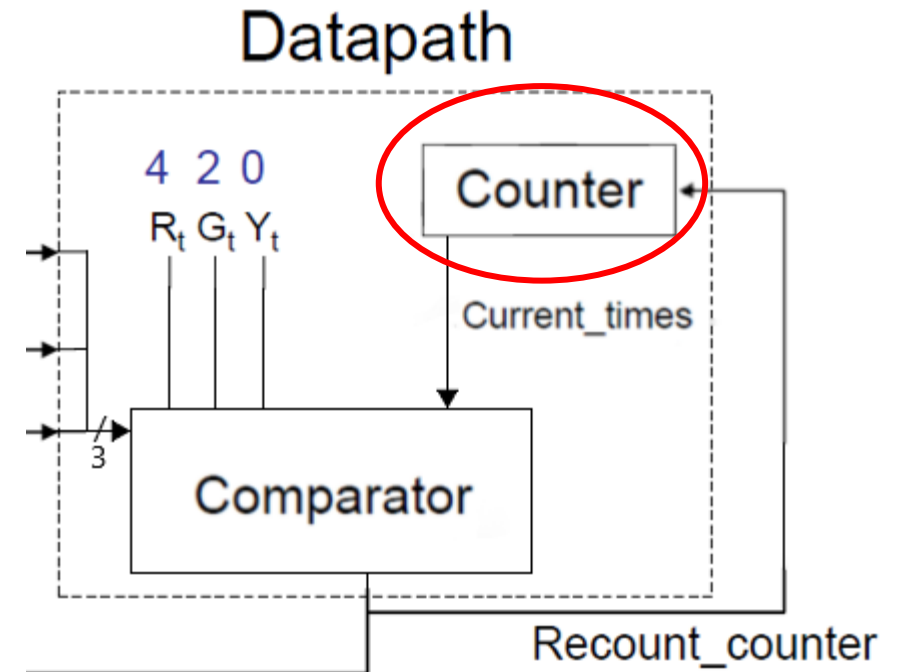 Datapath
4 2 0
Rt Gt Yt
Counter
Current_times
3
Comparator
Recount_counter